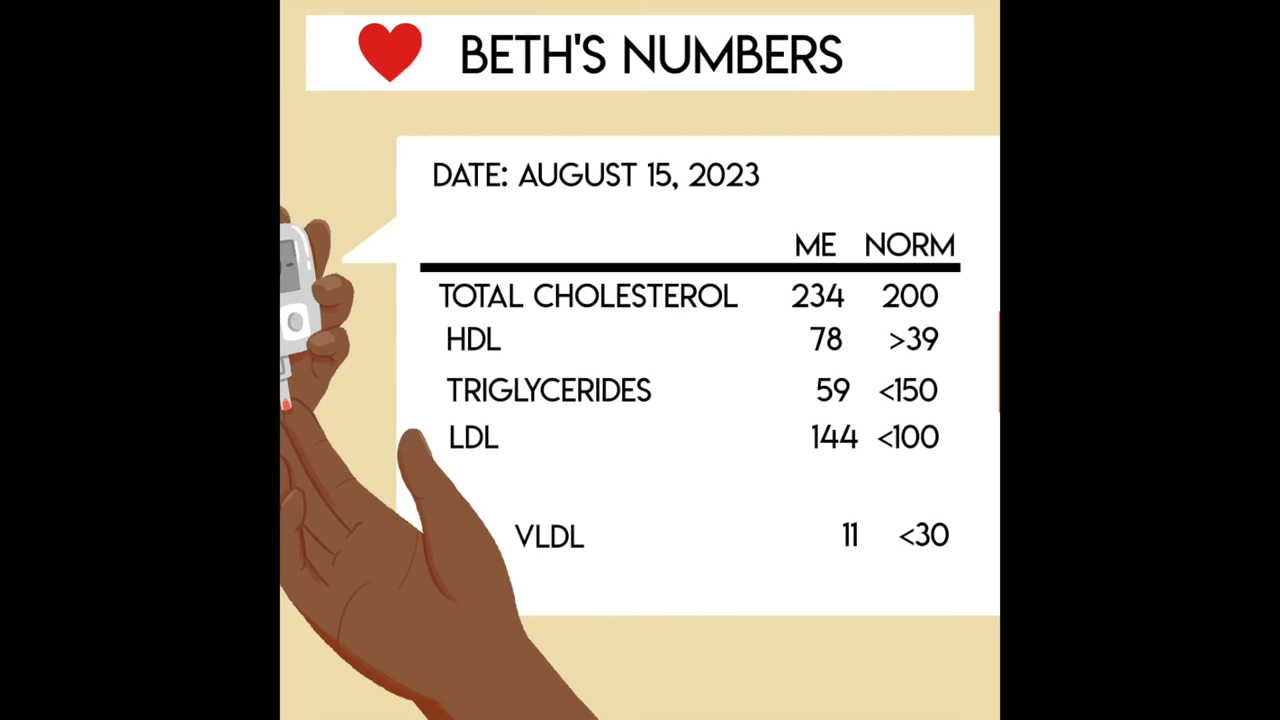 BETH'S NUMBERS
DATE: AUGUST 15, 2023
ME NORM
TOTAL CHOLESTEROL 234 200
HDL 78 >39
TRIGLYCERIDES 59 <150
LDL 144 <100
VLDL 11 <30